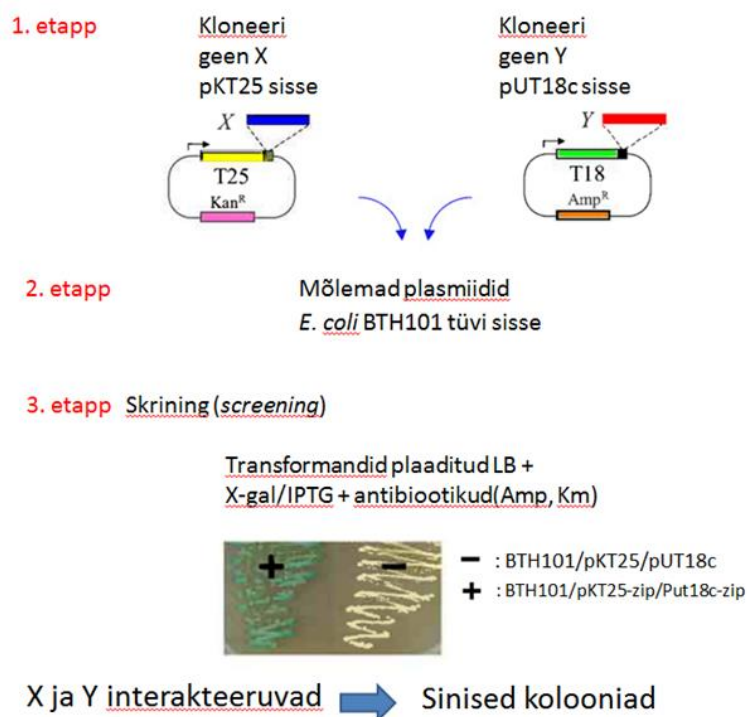 1. etapp
Kloneeri
geen X
pKT25 sisse
Kloneeri
geen Y
pUT18c sisse
X
T25
Kan^R
Y
T18
Amp^R
2. etapp
Mõlemad plasmiidid
E. coli BTH101 tüvi sisse
3. etapp Skrining (screening)
Transformandid plaaditud LB +
X-gal/IPTG + antibiootikud(Amp, Km)
+
−
− : BTH101/pKT25/pUT18c
+ : BTH101/pKT25-zip/Put18c-zip
X ja Y interakteeruvad Sinised kolooniad